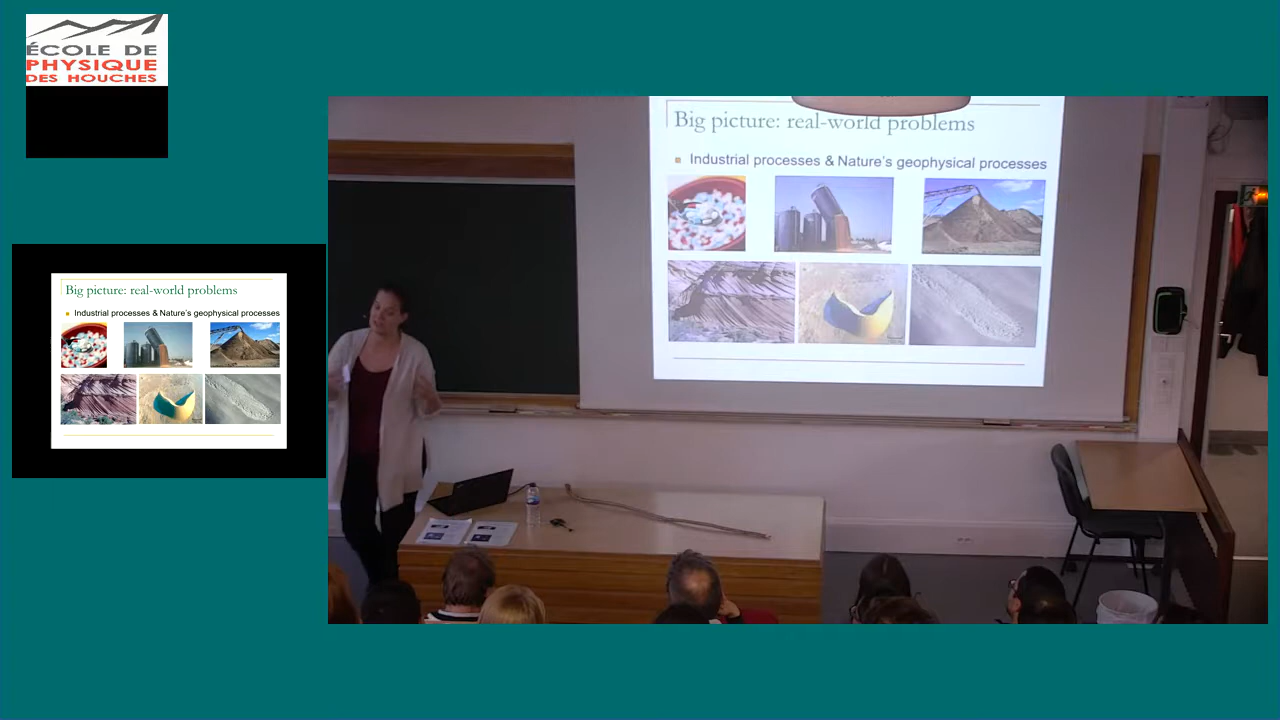 ÉCOLE DE
PHYSIQUE
DES HOUCHES
Big picture: real-world problems
Industrial processes & Nature's geophysical processes
Big picture: real-world problems
Industrial processes & Nature's geophysical processes